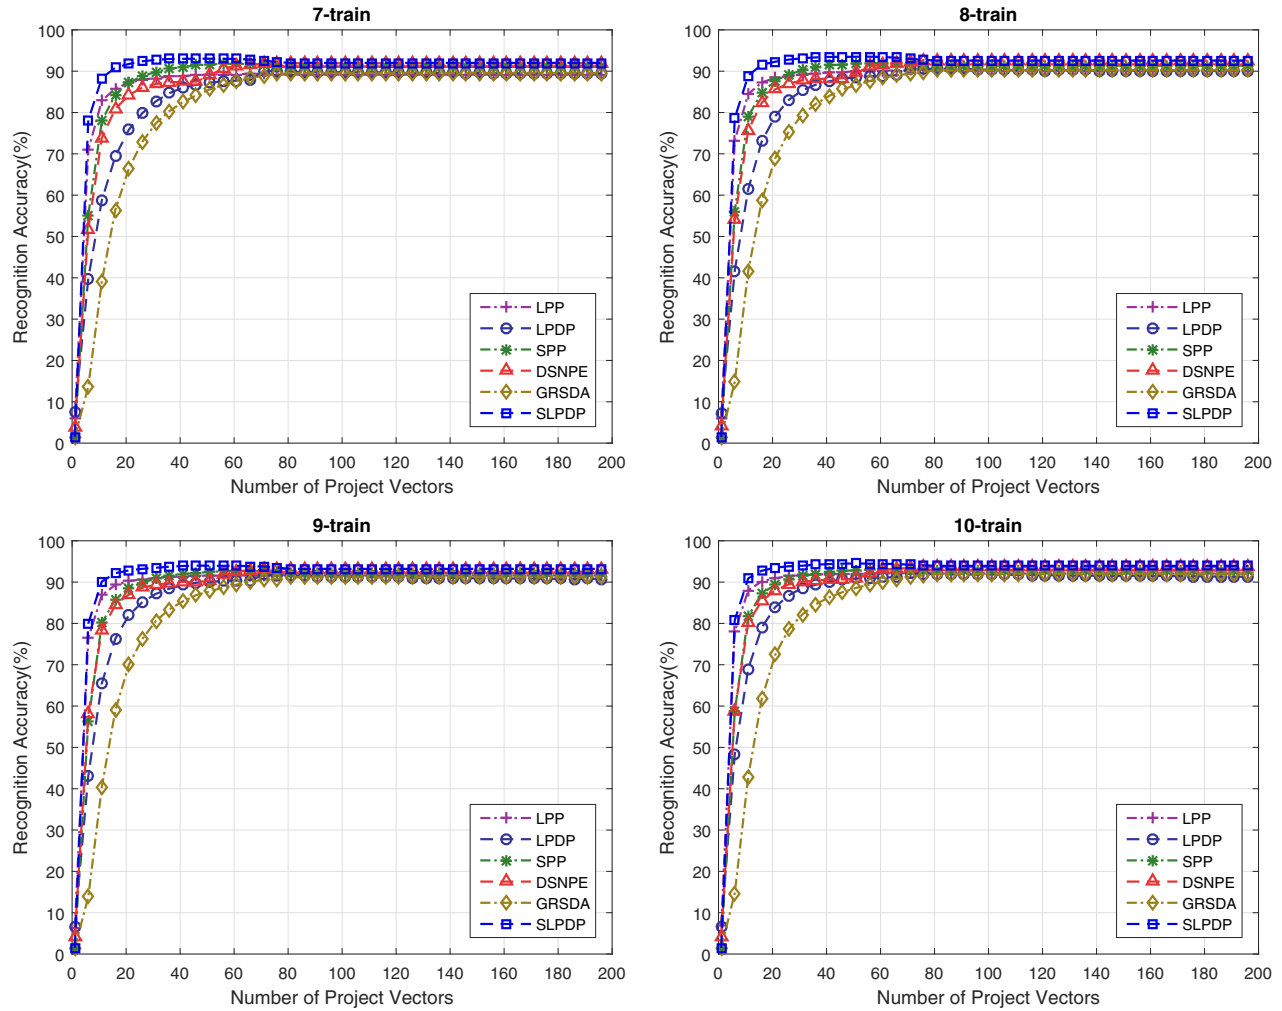 7-train
100
90
80
70
60
50
40
30
20
10
0
Recognition Accuracy(%)
LPP
LPDP
SPP
DSNPE
GRSDA
SLPDP
0 20 40 60 80 100 120 140 160 180 200
Number of Project Vectors
8-train
100
90
80
70
60
50
40
30
20
10
0
Recognition Accuracy(%)
LPP
LPDP
SPP
DSNPE
GRSDA
SLPDP
0 20 40 60 80 100 120 140 160 180 200
Number of Project Vectors
9-train
100
90
80
70
60
50
40
30
20
10
0
Recognition Accuracy(%)
LPP
LPDP
SPP
DSNPE
GRSDA
SLPDP
0 20 40 60 80 100 120 140 160 180 200
Number of Project Vectors
10-train
100
90
80
70
60
50
40
30
20
10
0
Recognition Accuracy(%)
LPP
LPDP
SPP
DSNPE
GRSDA
SLPDP
0 20 40 60 80 100 120 140 160 180 200
Number of Project Vectors